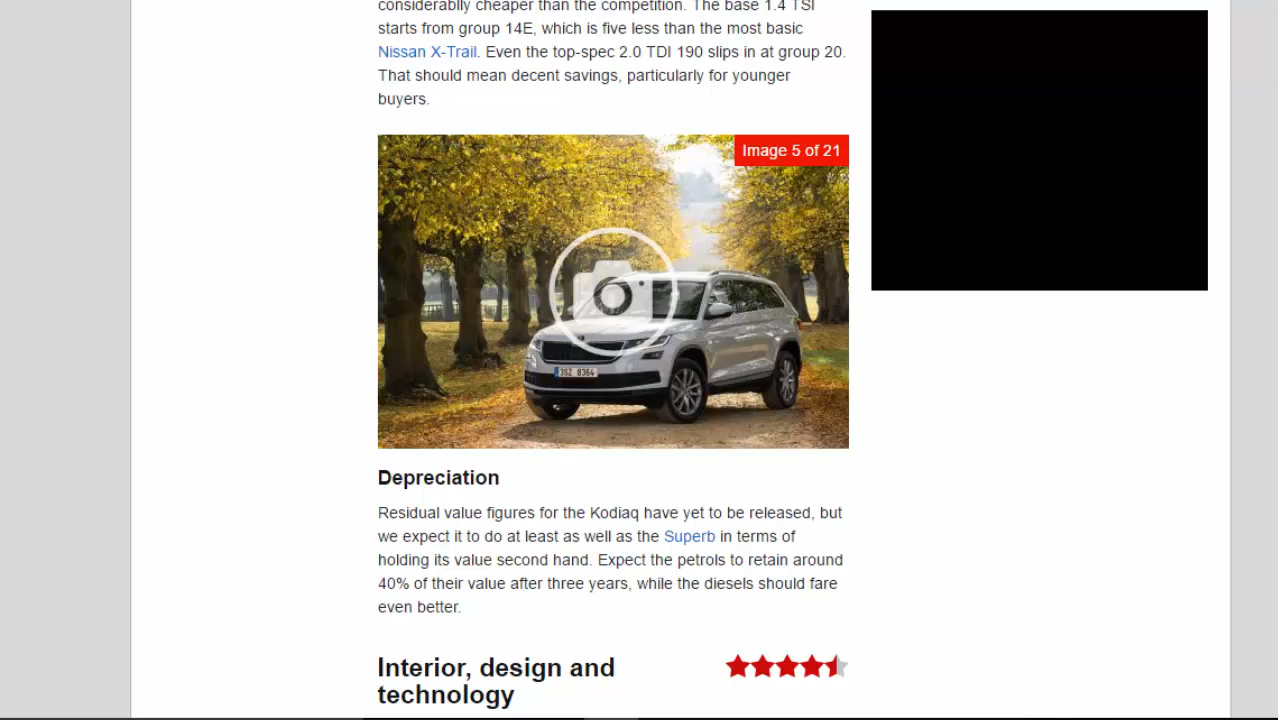 considerablly cheaper than the competition. The base 1.4 TSI
starts from group 14E, which is five less than the most basic
Nissan X-Trail. Even the top-spec 2.0 TDI 190 slips in at group 20.
That should mean decent savings, particularly for younger
buyers.
Image 5 of 21
3SZ 8364
Depreciation
Residual value figures for the Kodiaq have yet to be released, but
we expect it to do at least as well as the Superb in terms of
holding its value second hand. Expect the petrols to retain around
40% of their value after three years, while the diesels should fare
even better.
Interior, design and
technology